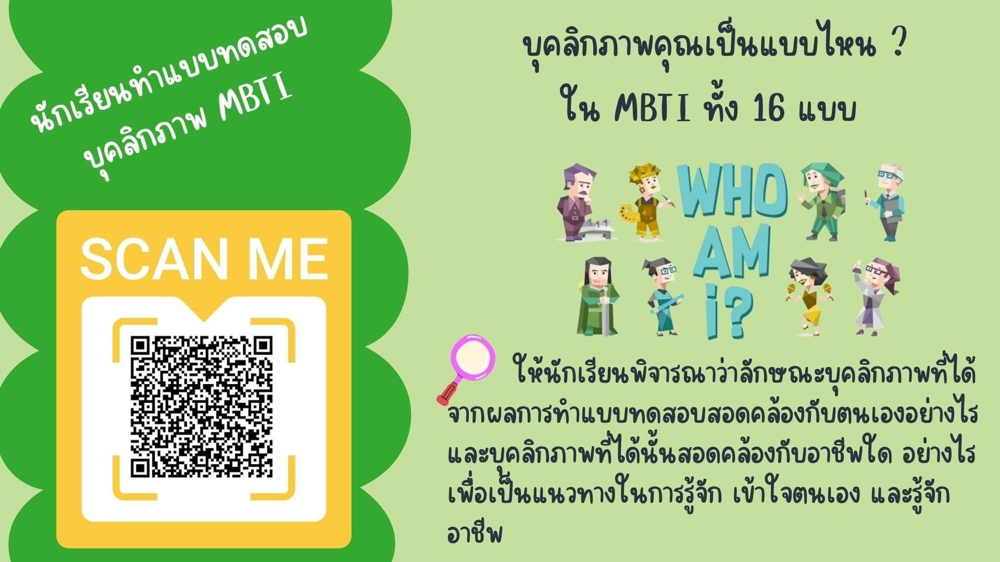 นักเรียนทำแบบทดสอบ
บุคลิกภาพ MBTI
SCAN ME
บุคลิกภาพคุณเป็นแบบไหน ?
ใน MBTI ทั้ง 16 แบบ
WHO
AM
i?
ให้นักเรียนพิจารณาว่าลักษณะบุคลิกภาพที่ได้
จากผลการทำแบบทดสอบสอดคล้องกับตนเองอย่างไร
และบุคลิกภาพที่ได้นั้นสอดคล้องกับอาชีพใด อย่างไร
เพื่อเป็นแนวทางในการรู้จัก เข้าใจตนเอง และรู้จัก
อาชีพ